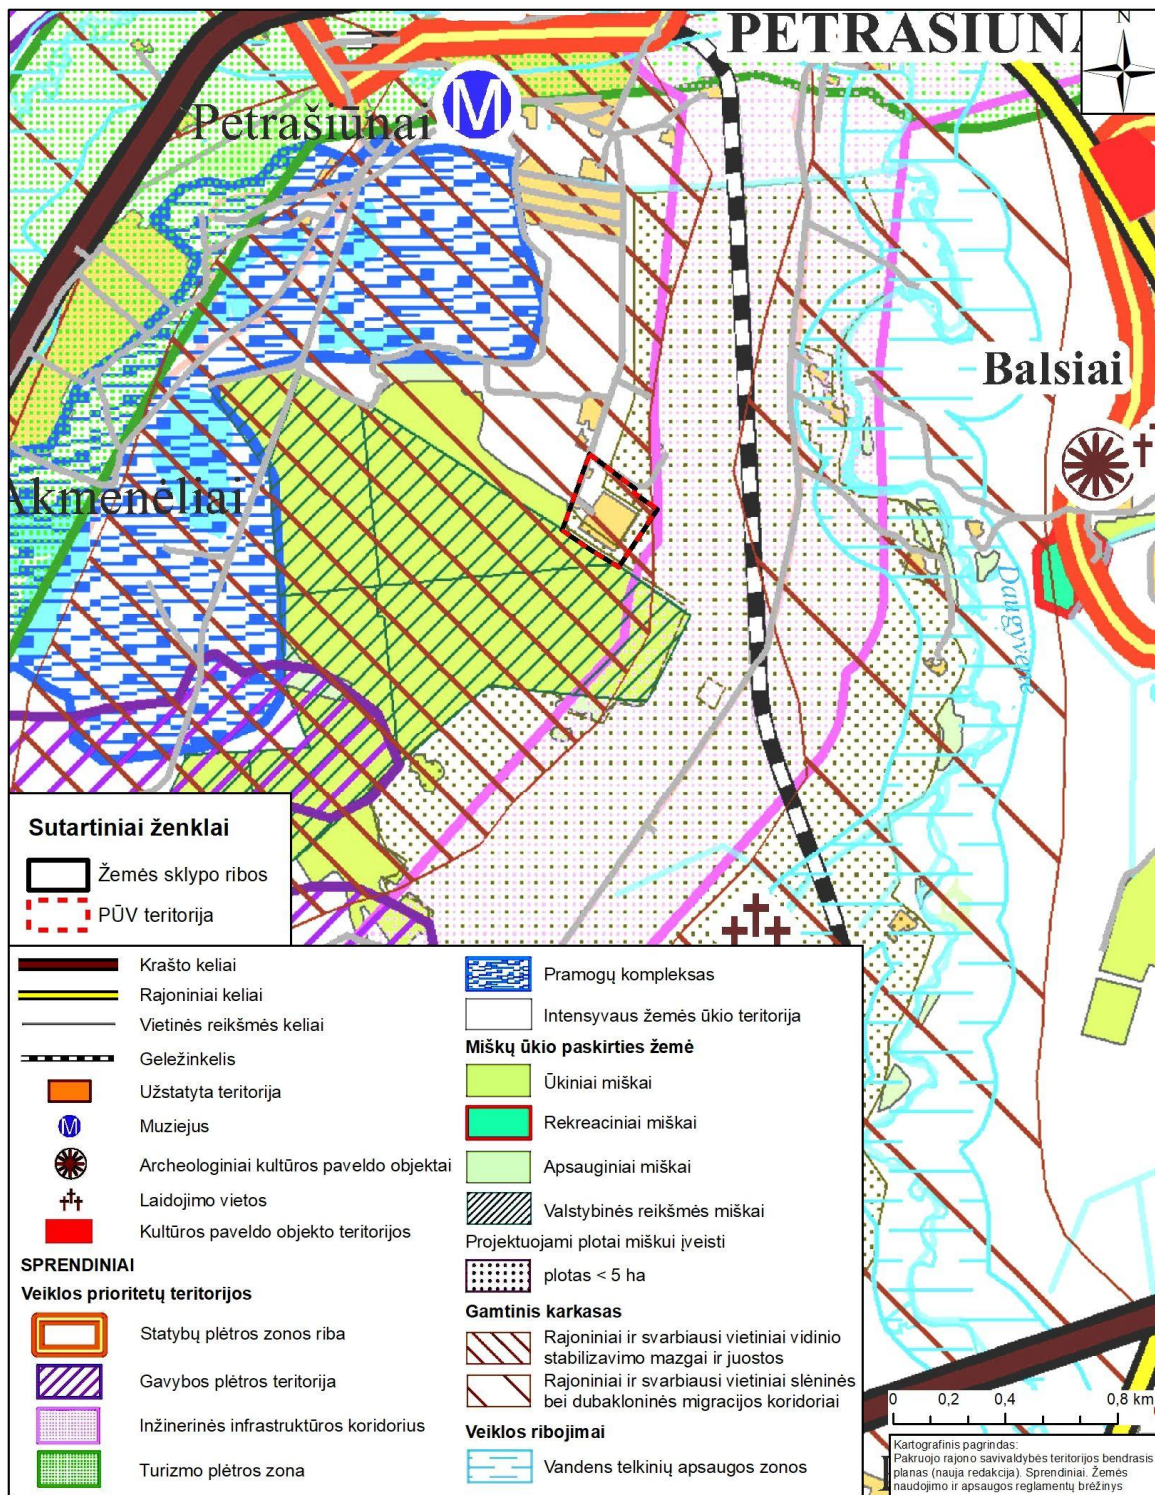 PETRASIUNA
N
Petrašiūnai
M
Balsiai
Akmenėliai
Daugyvenė
Sutartiniai ženklai
Žemės sklypo ribos
PŪV teritorija
Krašto keliai
Rajoniniai keliai
Vietinės reikšmės keliai
Geležinkelis
Užstatyta teritorija
M
Muziejus
Archeologiniai kultūros paveldo objektai
Laidojimo vietos
Kultūros paveldo objekto teritorijos
SPRENDINIAI
Veiklos prioritetų teritorijos
Statybų plėtros zonos riba
Gavybos plėtros teritorija
Inžinerinės infrastruktūros koridorius
Turizmo plėtros zona
Pramogų kompleksas
Intensyvaus žemės ūkio teritorija
Miškų ūkio paskirties žemė
Ūkiniai miškai
Rekreaciniai miškai
Apsauginiai miškai
Valstybinės reikšmės miškai
Projektuojami plotai miškui įveisti
plotas < 5 ha
Gamtinis karkasas
Rajoniniai ir svarbiausi vietiniai vidinio
stabilizavimo mazgai ir juostos
Rajoniniai ir svarbiausi vietiniai slėninės
bei dubakloninės migracijos koridoriai
Veiklos ribojimai
Vandens telkinių apsaugos zonos
0 0,2 0,4 0,8 km
Kartografinis pagrindas:
Pakruojo rajono savivaldybės teritorijos bendrasis
planas (nauja redakcija). Sprendiniai. Žemės
naudojimo ir apsaugos reglamentų brėžinys